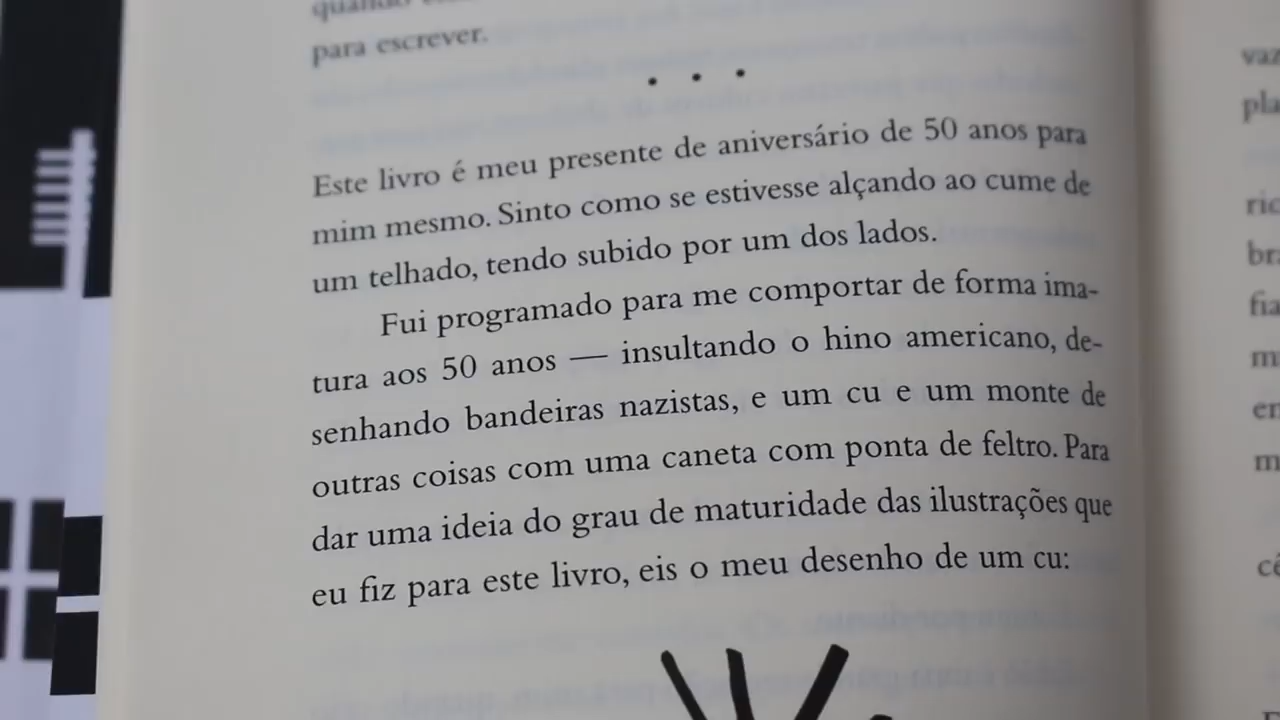 para escrever.
• • •
Este livro é meu presente de aniversário de 50 anos para
mim mesmo. Sinto como se estivesse alçando ao cume de
um telhado, tendo subido por um dos lados.
Fui programado para me comportar de forma ima-
tura aos 50 anos — insultando o hino americano, de-
senhando bandeiras nazistas, e um cu e um monte de
outras coisas com uma caneta com ponta de feltro. Para
dar uma ideia do grau de maturidade das ilustrações que
eu fiz para este livro, eis o meu desenho de um cu: